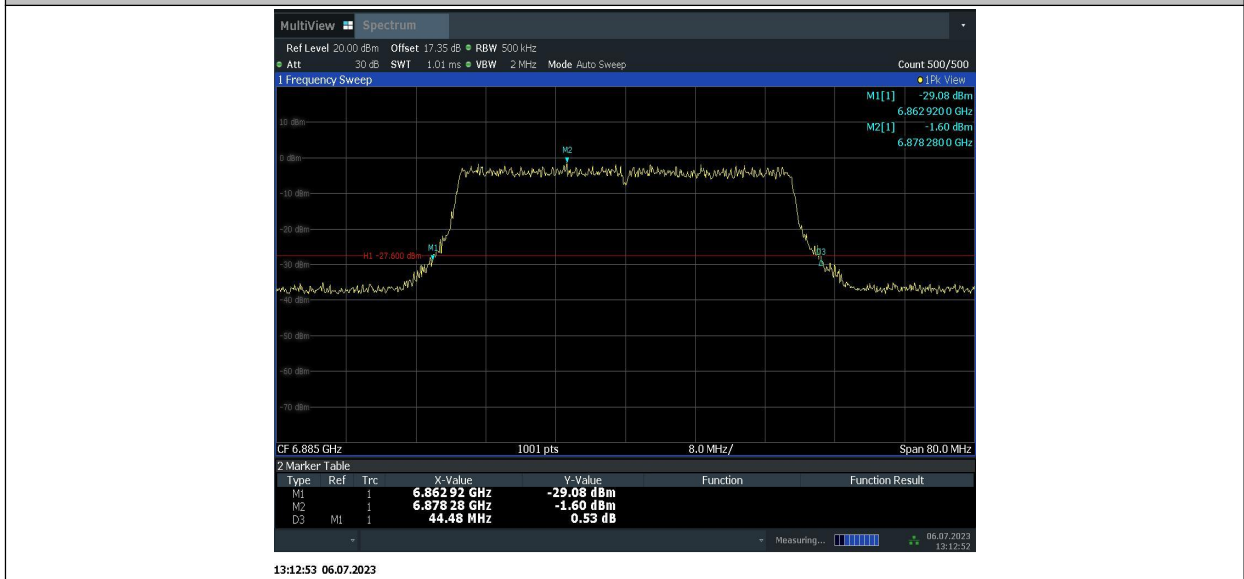 MultiView Spectrum
Ref Level 20.00 dBm Offset 17.35 dB RBW 500 kHz
Att 30 dB SWT 1.01 ms VBW 2 MHz Mode Auto Sweep Count 500/500
1 Frequency Sweep 1Pk View
M1[1] -29.08 dBm
6.862 920 0 GHz
10 dBm
M2[1] -1.60 dBm
6.878 280 0 GHz
M2
0 dBm
-10 dBm
-20 dBm
M1
D3
H1 -27.600 dBm
-30 dBm
-40 dBm
-50 dBm
-60 dBm
-70 dBm
CF 6.885 GHz 1001 pts 8.0 MHz/ Span 80.0 MHz
2 Marker Table
Type Ref Trc X-Value Y-Value Function Function Result
M1 1 6.862 92 GHz -29.08 dBm
M2 1 6.878 28 GHz -1.60 dBm
D3 M1 1 44.48 MHz 0.53 dB
Measuring... 06.07.2023
13:12:52
13:12:53 06.07.2023